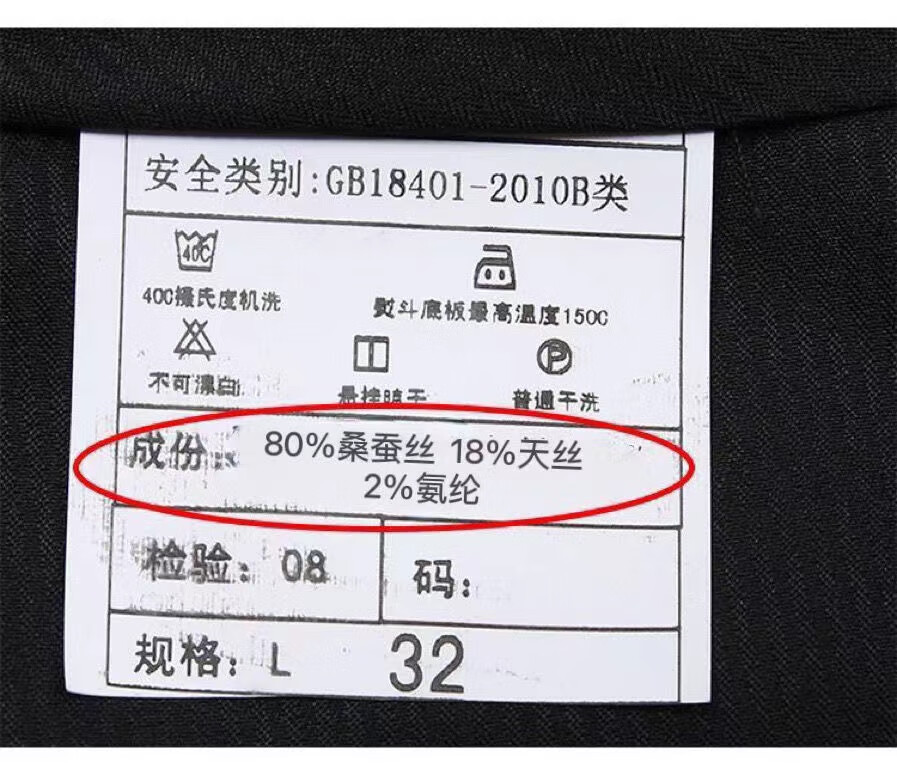 安全类别:GB18401-2010B类
40C
40C摄氏度机洗
熨斗底板最高温度150C
P
不可漂白
悬挂晾干
普通干洗
成份:
80%桑蚕丝 18%天丝
2%氨纶
检验: 08
码:
规格: L 32